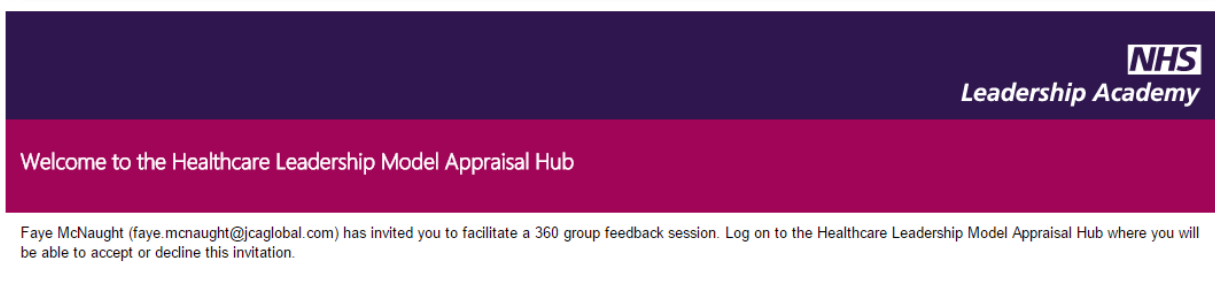 NHS
Leadership Academy
Welcome to the Healthcare Leadership Model Appraisal Hub
Faye McNaught (faye.mcnaught@jcaglobal.com) has invited you to facilitate a 360 group feedback session. Log on to the Healthcare Leadership Model Appraisal Hub where you will
be able to accept or decline this invitation.